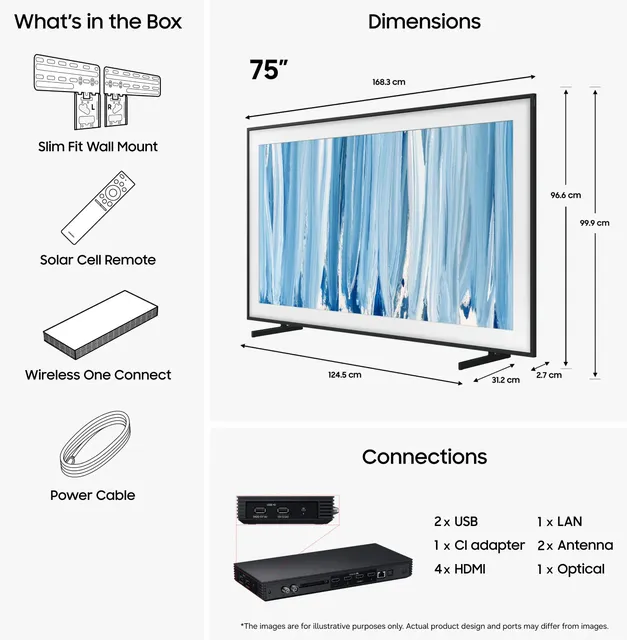 What's in the Box
L R
Slim Fit Wall Mount
Solar Cell Remote
Wireless One Connect
Power Cable
Dimensions
75”
168.3 cm
96.6 cm
99.9 cm
124.5 cm
31.2 cm
2.7 cm
Connections
2 x USB
1 x CI adapter
4x HDMI
1 x LAN
2x Antenna
1 x Optical
*The images are for illustrative purposes only. Actual product design and ports may differ from images.